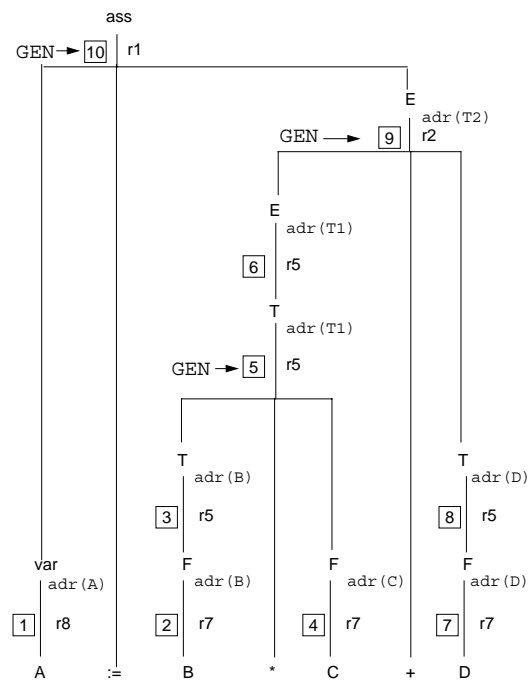 ass
GEN 10 r1
E
adr(T2)
GEN 9 r2
E
adr(T1)
6 r5
T
adr(T1)
GEN 5 r5
T T
adr(B) adr(D)
3 r5 8 r5
var F F F
adr(A) adr(B) adr(C) adr(D)
1 r8 2 r7 4 r7 7 r7
A := B * C + D